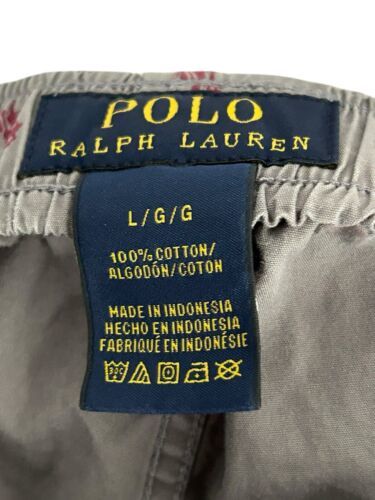 POLO
RALPH LAUREN
L/G/G
100% COTTON/
ALGODÓN/COTON
MADE IN INDONESIA
HECHO EN INDONESIA
FABRIQUÉ EN INDONÉSIE